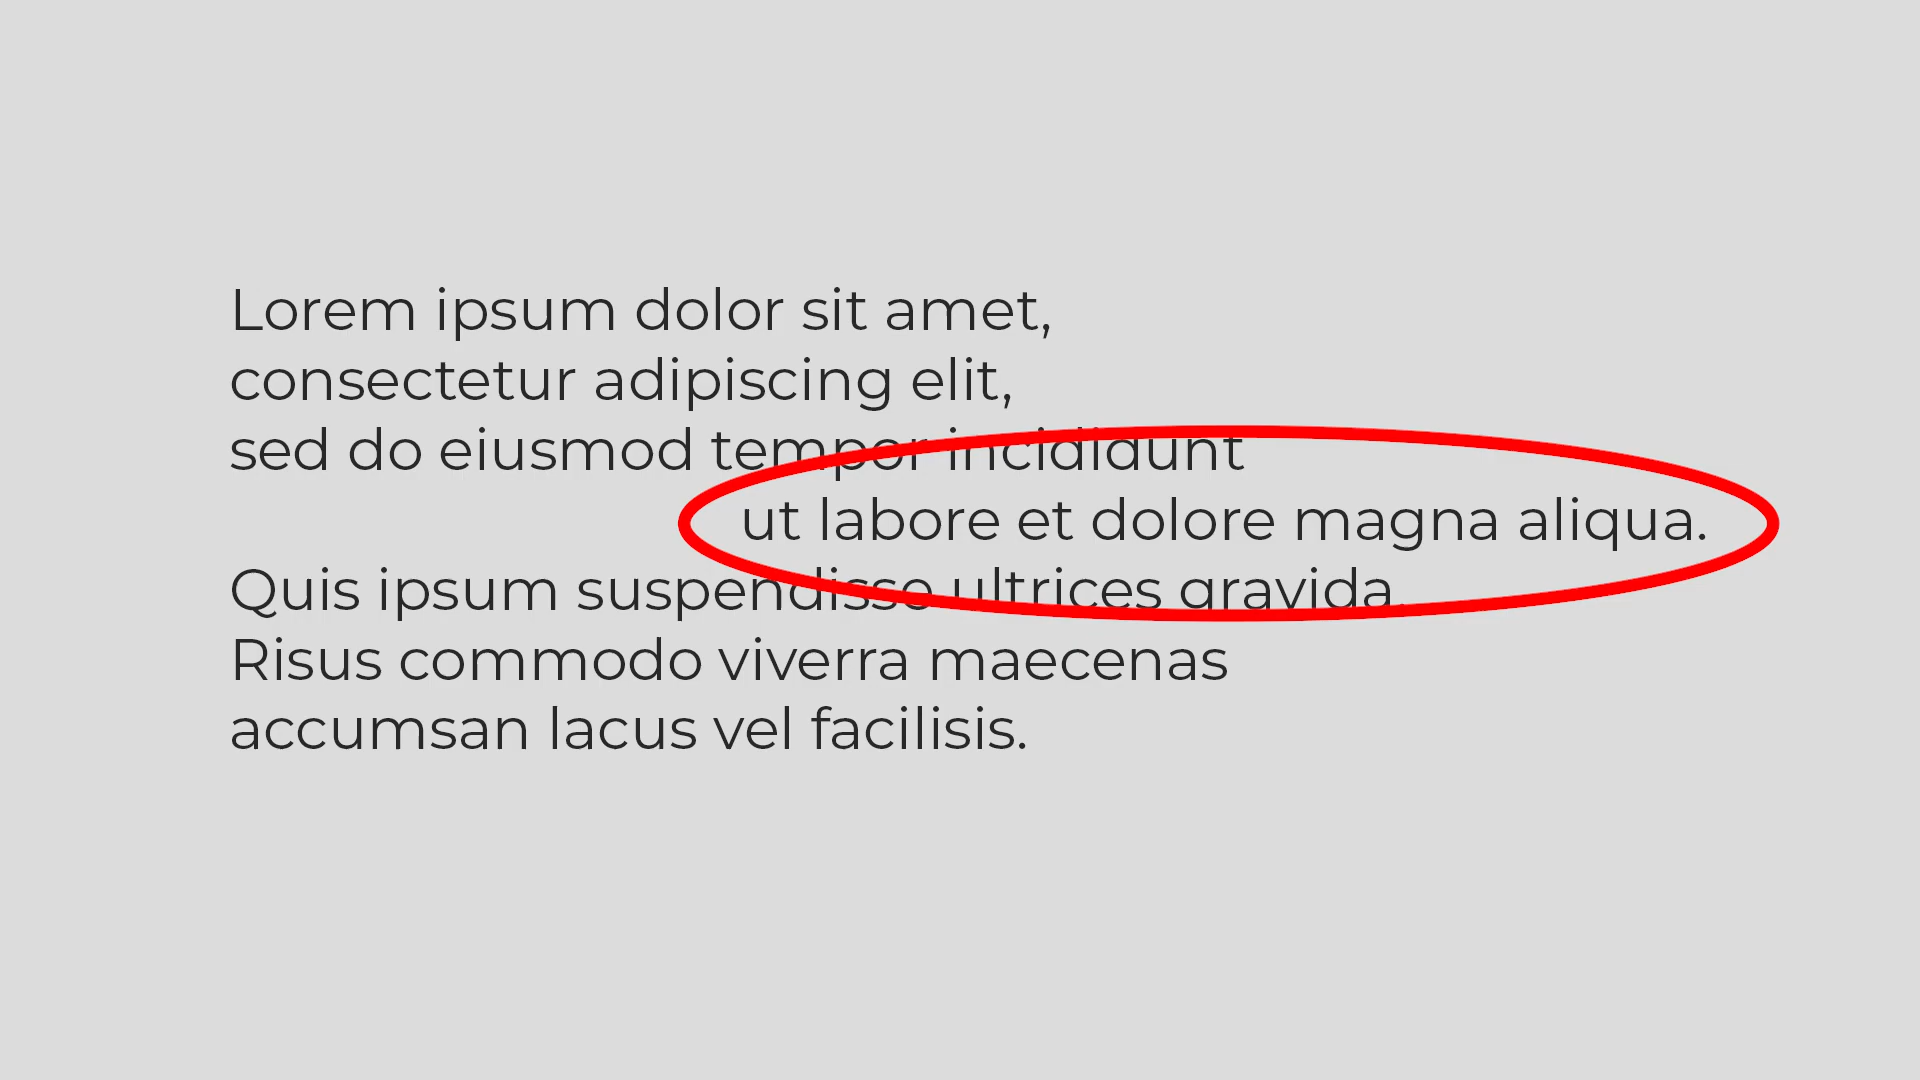 Lorem ipsum dolor sit amet,
consectetur adipiscing elit,
sed do eiusmod tempor incididunt
ut labore et dolore magna aliqua.
Quis ipsum suspendisse ultrices gravida.
Risus commodo viverra maecenas
accumsan lacus vel facilisis.